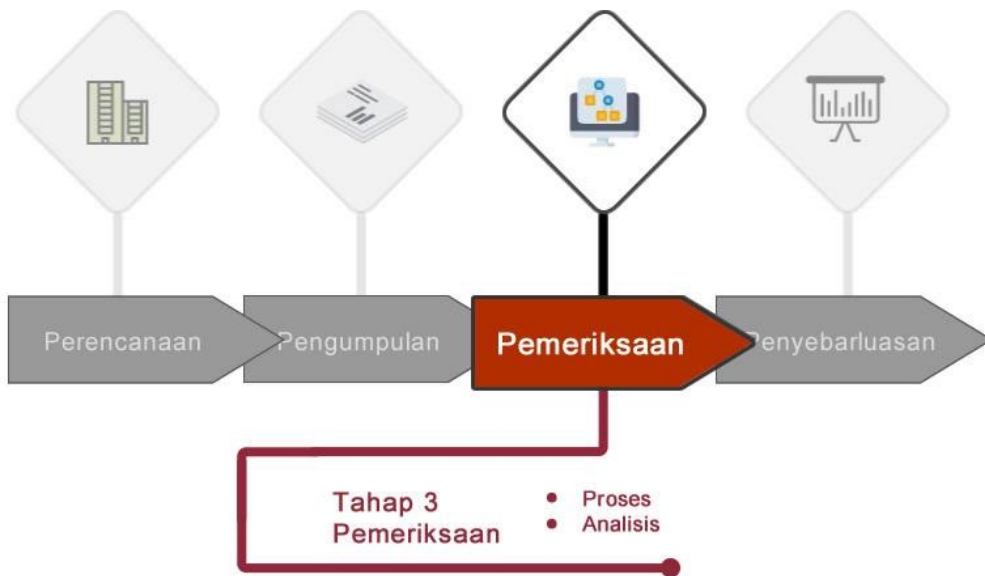 Perencanaan
Pengumpulan
Pemeriksaan
Penyebarluasan
Tahap 3
Pemeriksaan
Proses
Analisis